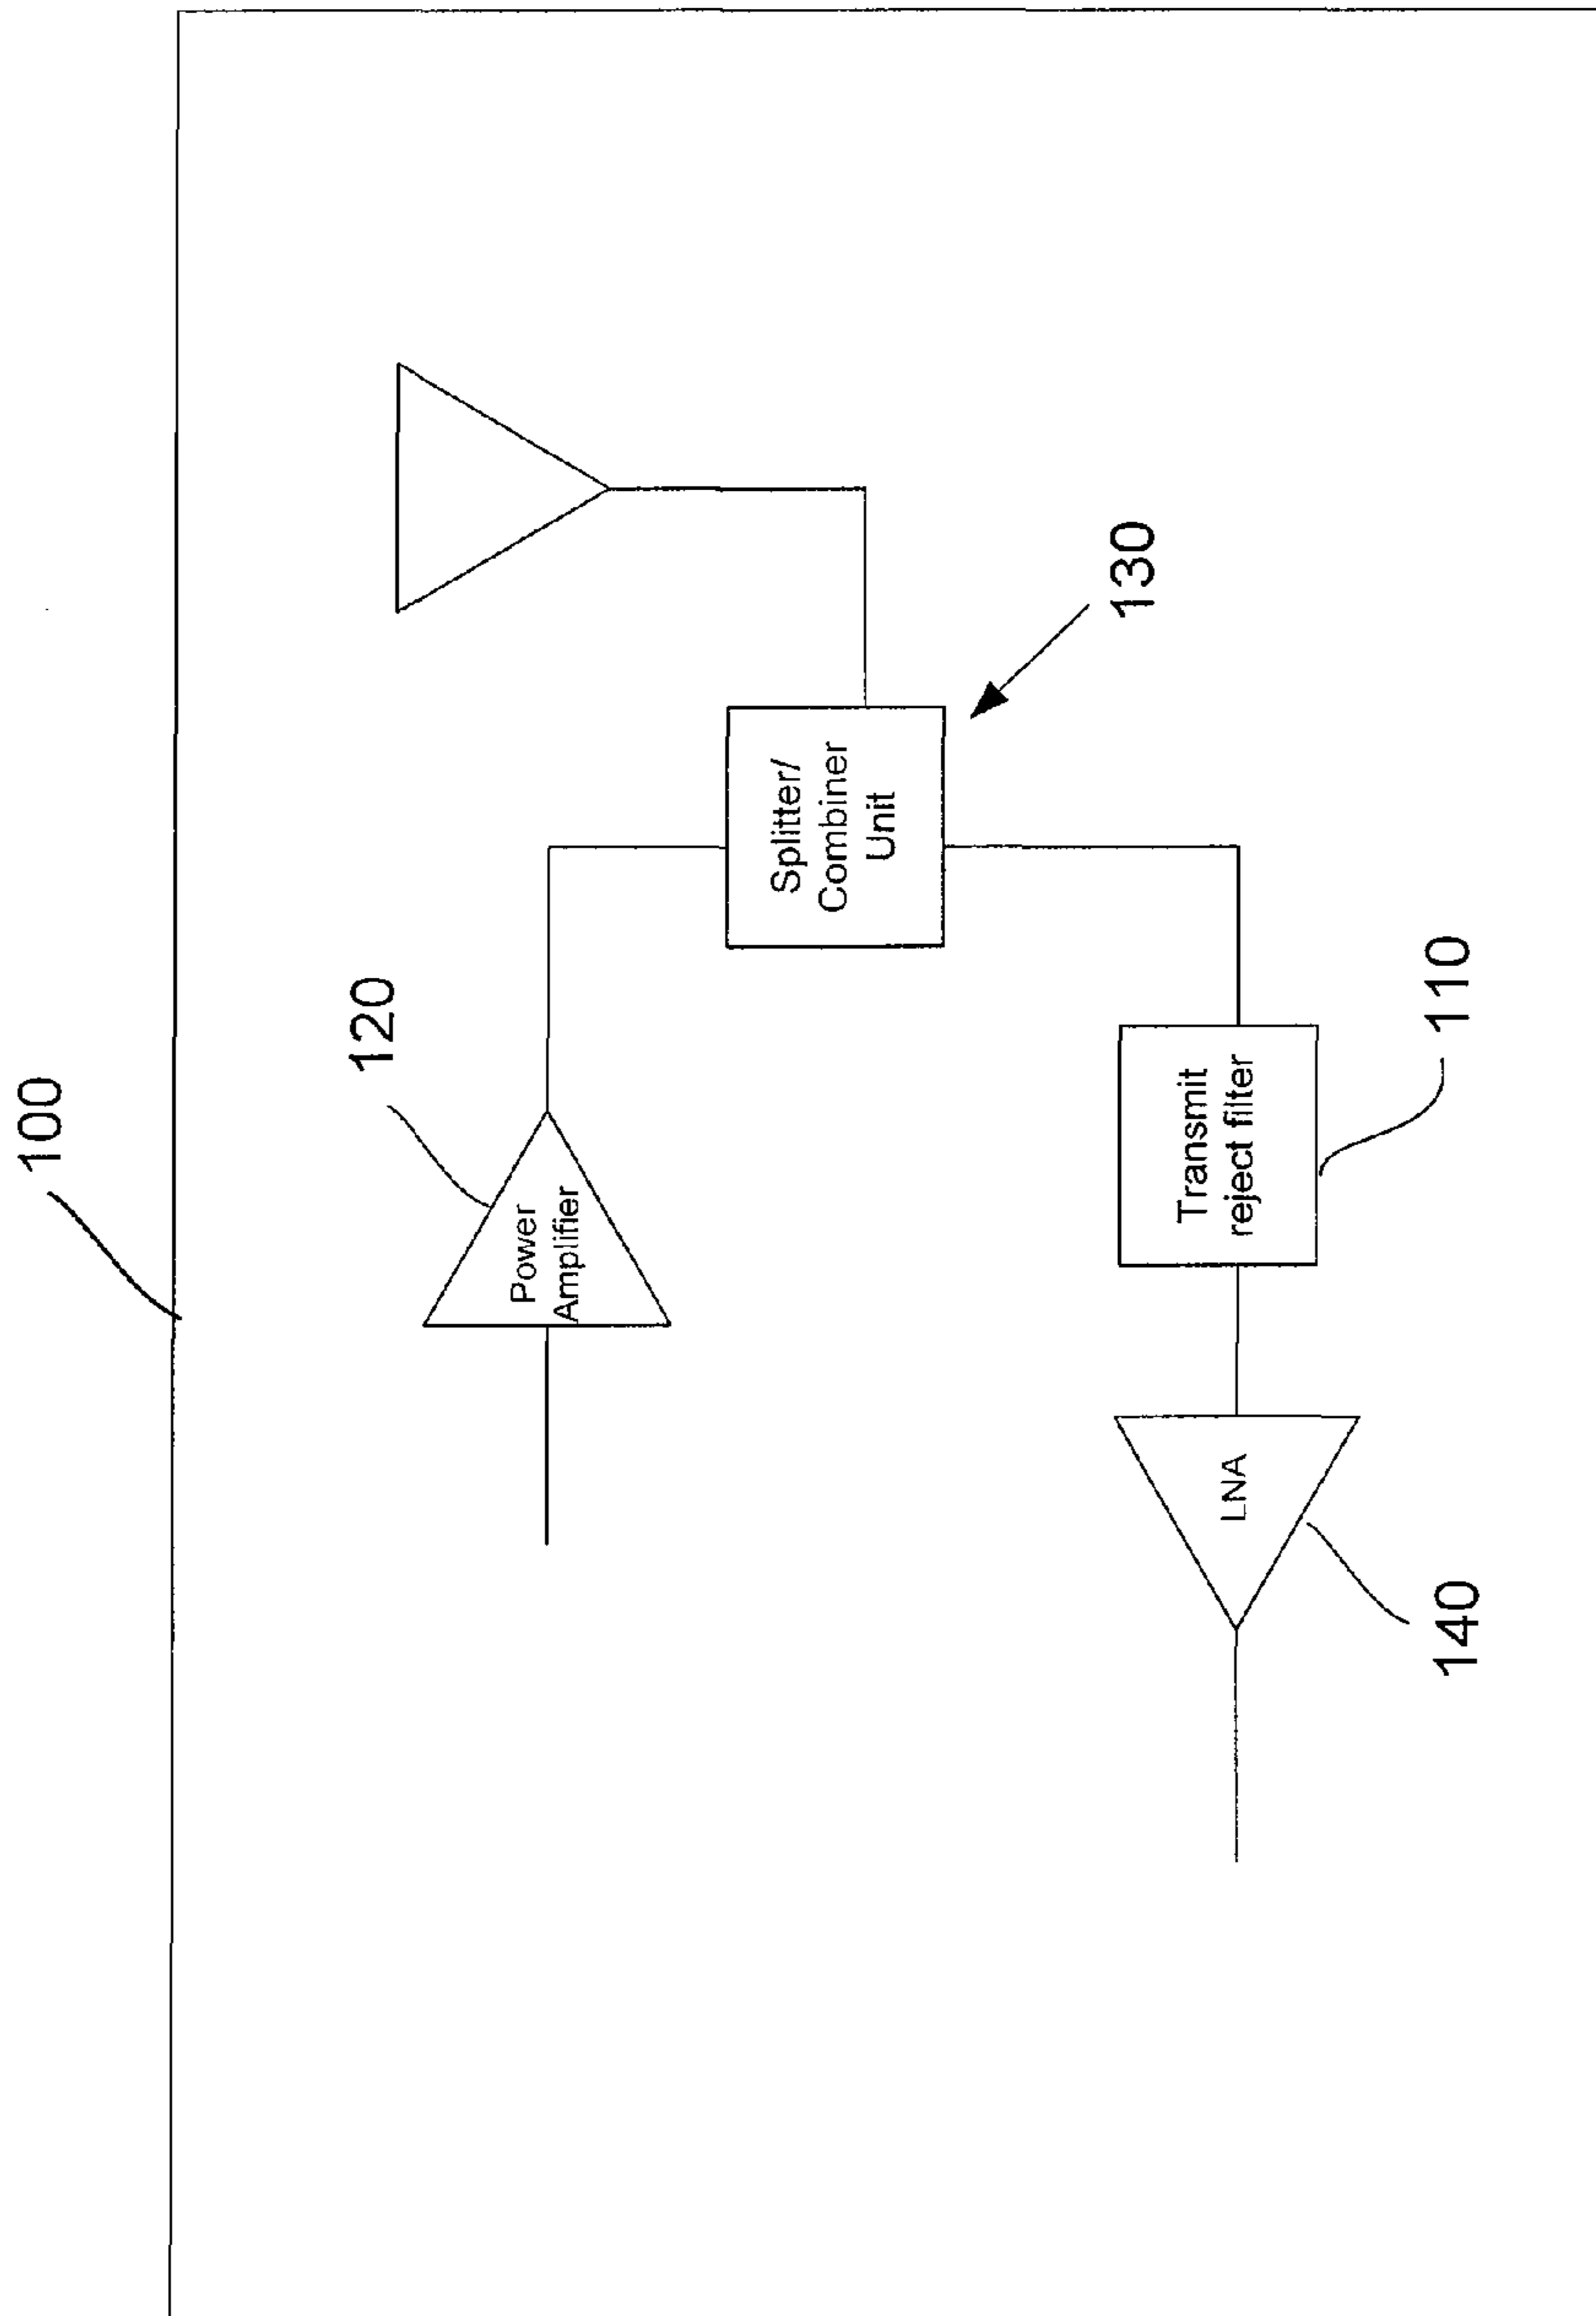 100
120
Power
Amplifier
Splitter/
Combiner
Unit
130
Transmit
reject filter
110
LNA
140